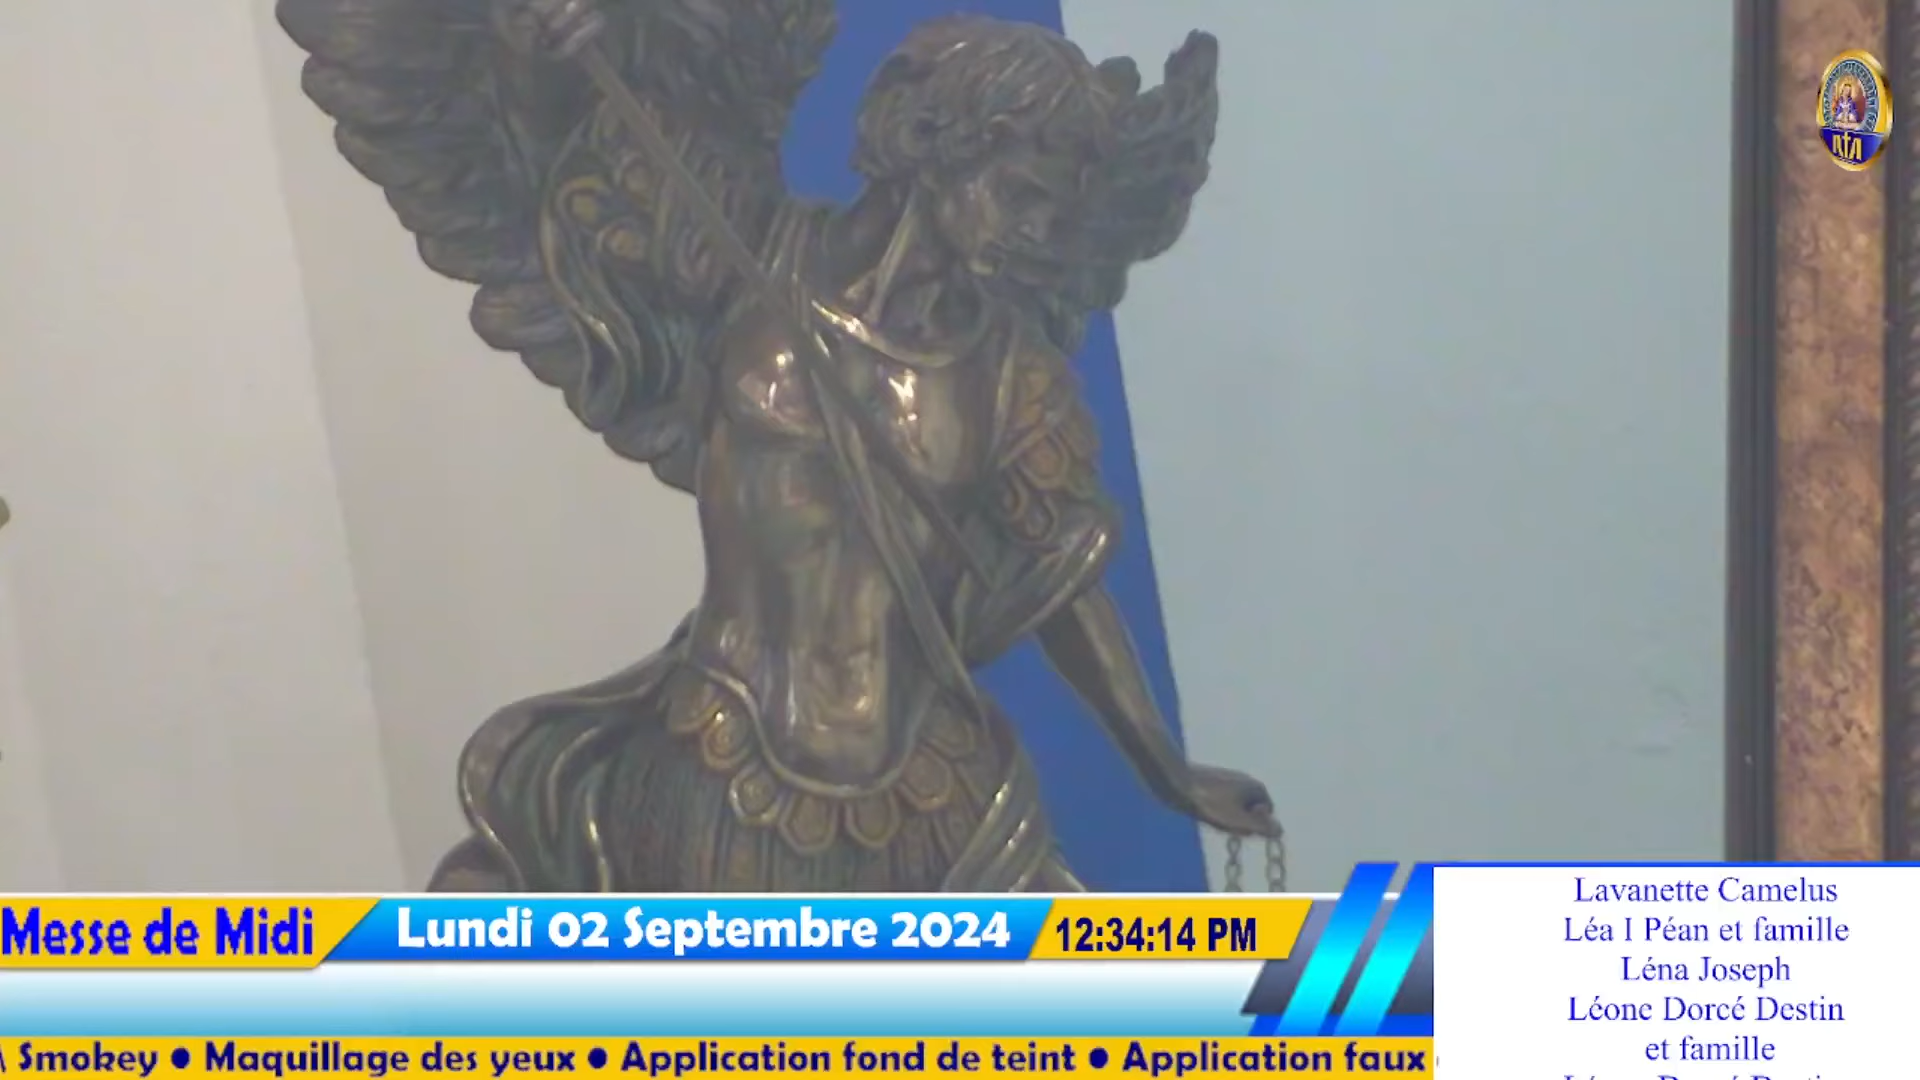 RTA
Messe de Midi
Lundi 02 Septembre 2024
12:34:14 PM
Smokey ● Maquillage des yeux ● Application fond de teint ● Application faux
Lavanette Camelus
Léa I Péan et famille
Léna Joseph
Léone Dorcé Destin
et famille